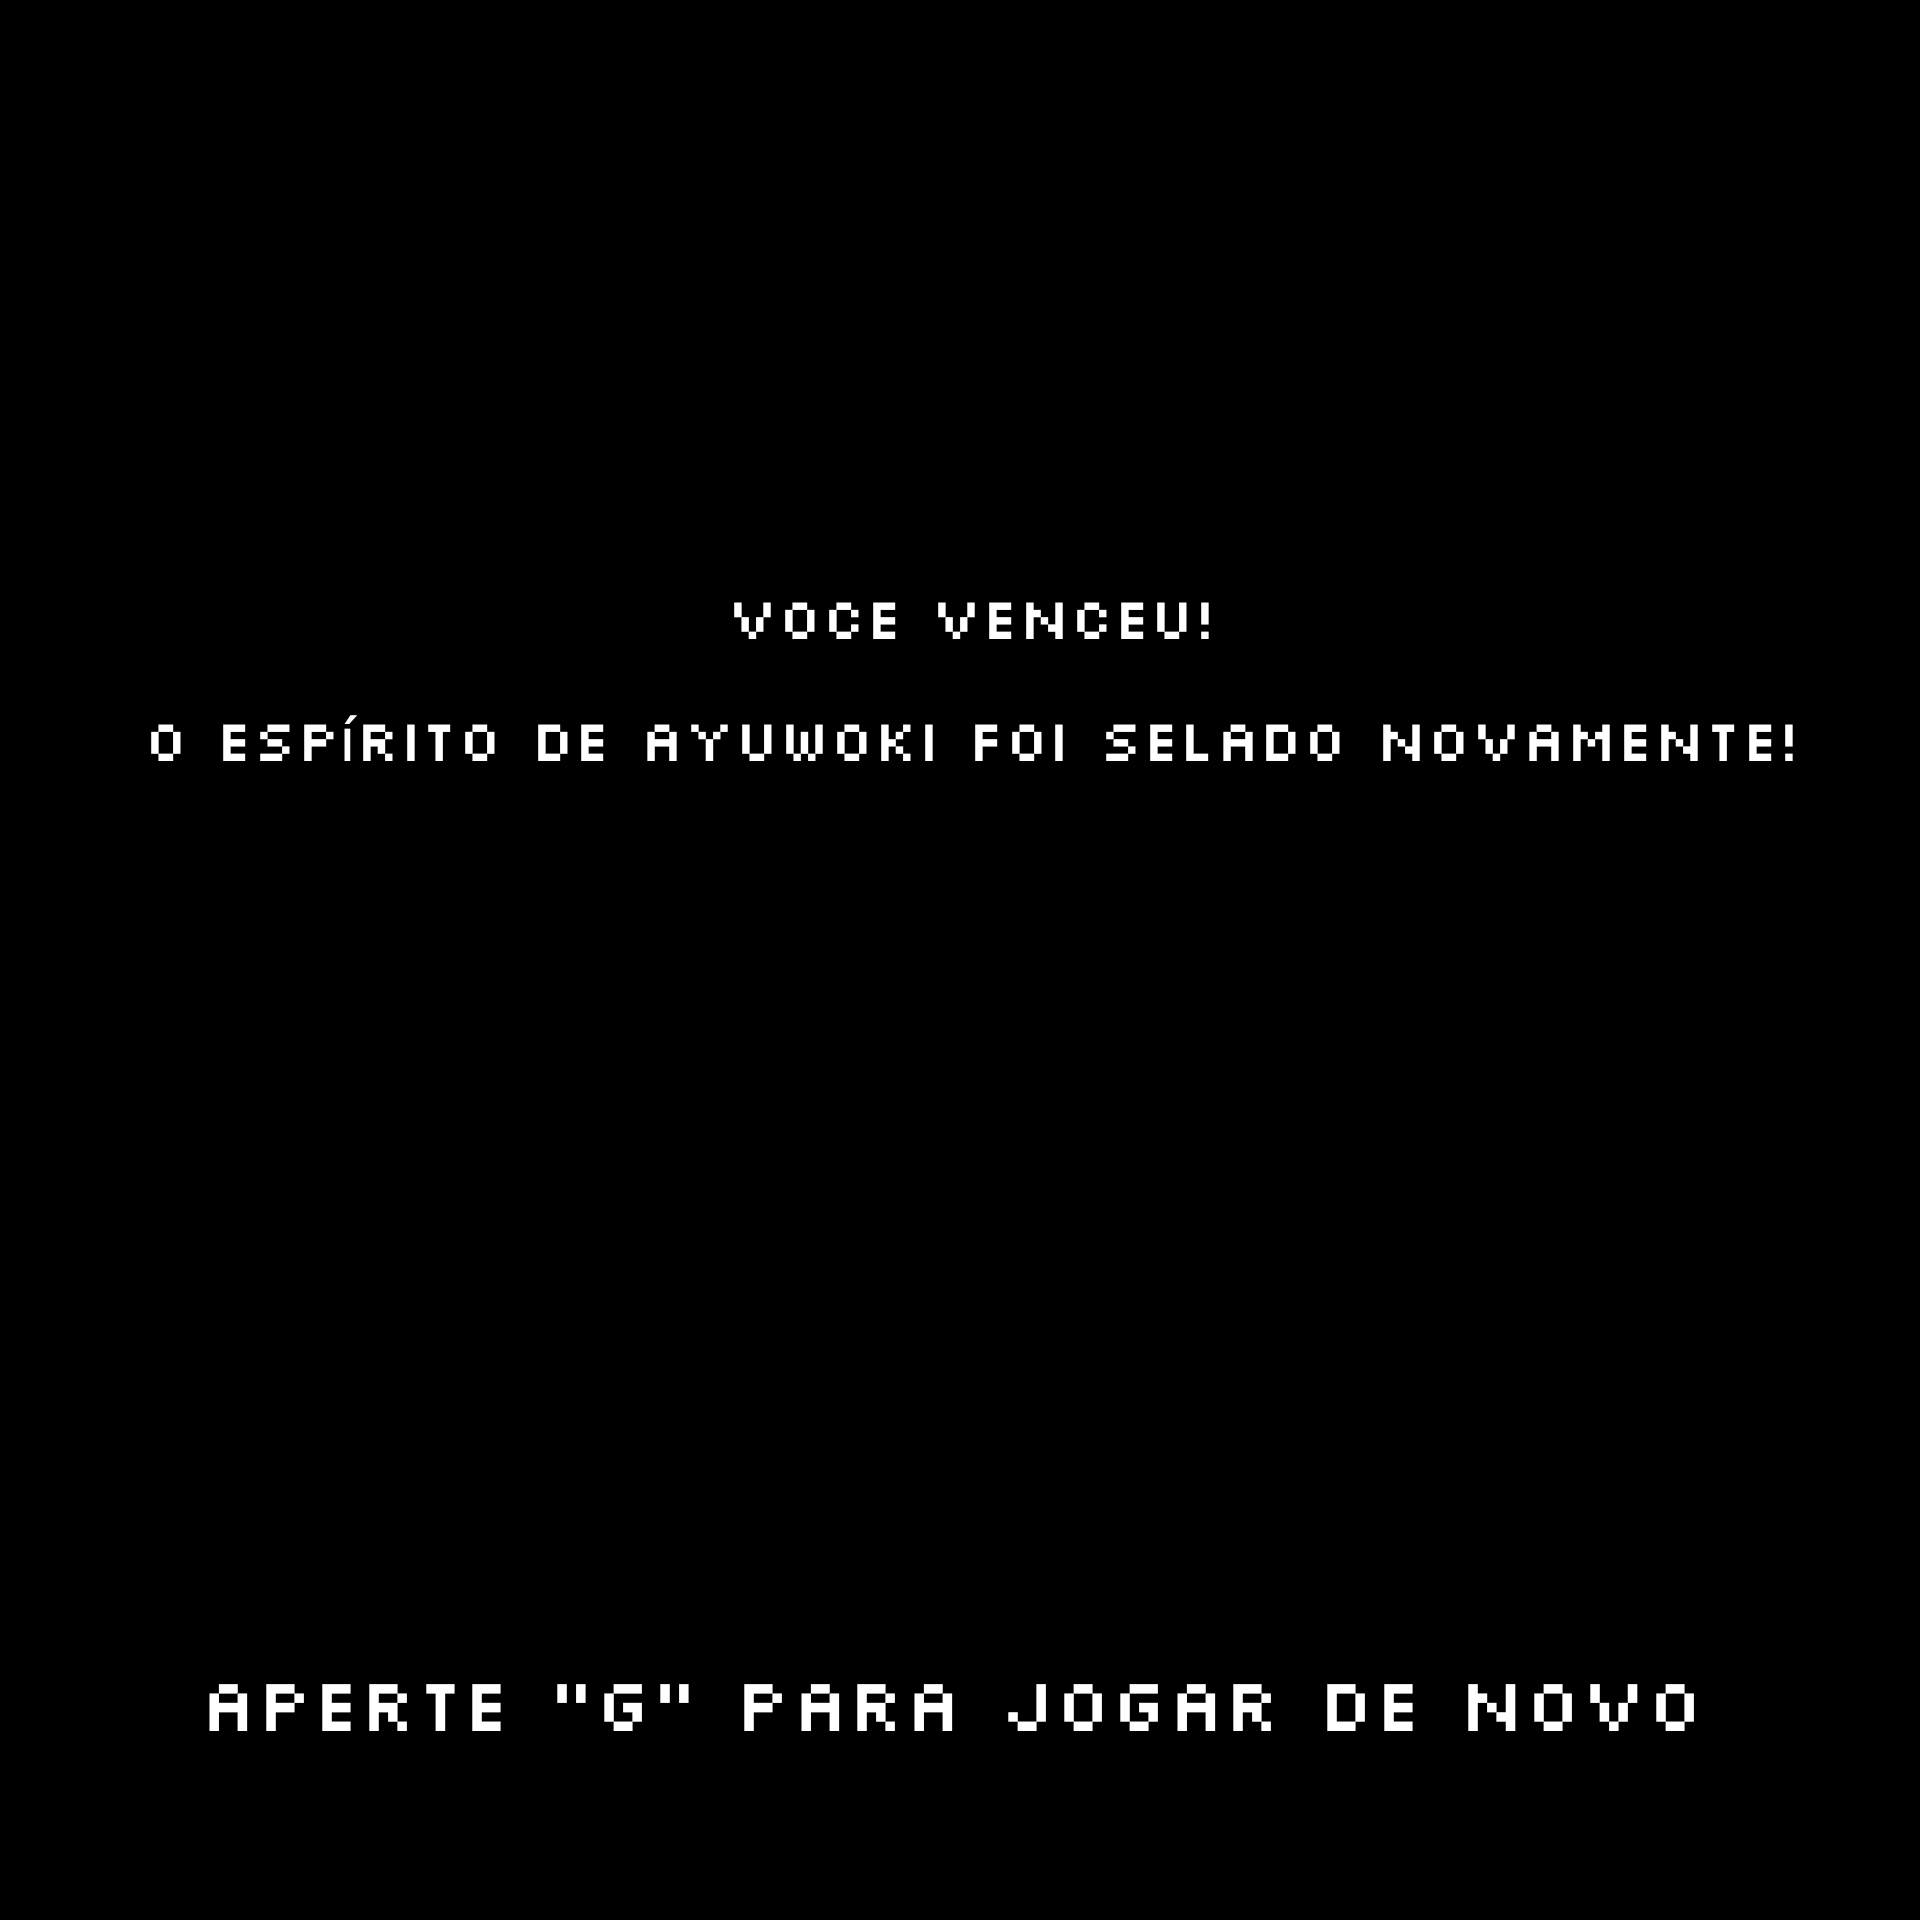 VOCE VENCEU!
O ESPÍRITO DE AYUWOKI FOI SELADO NOVAMENTE!
APERTE "G" PARA JOGAR DE NOVO